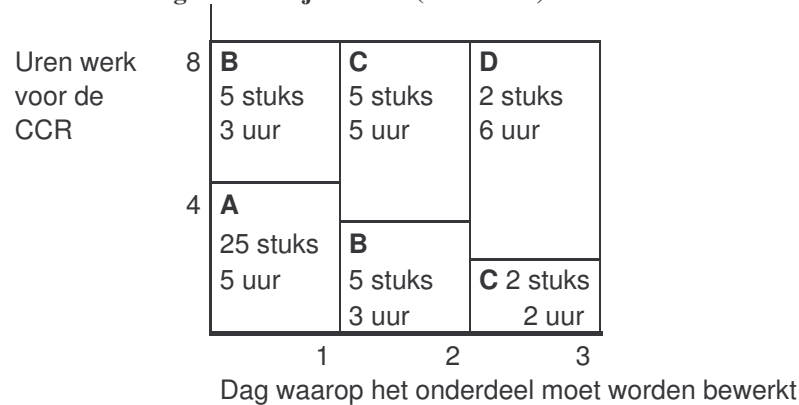 Uren werk
voor de
CCR
8
4
B
5 stuks
3 uur
A
25 stuks
5 uur
C
5 stuks
5 uur
B
5 stuks
3 uur
D
2 stuks
6 uur
C 2 stuks
2 uur
1 2 3
Dag waarop het onderdeel moet worden bewerkt